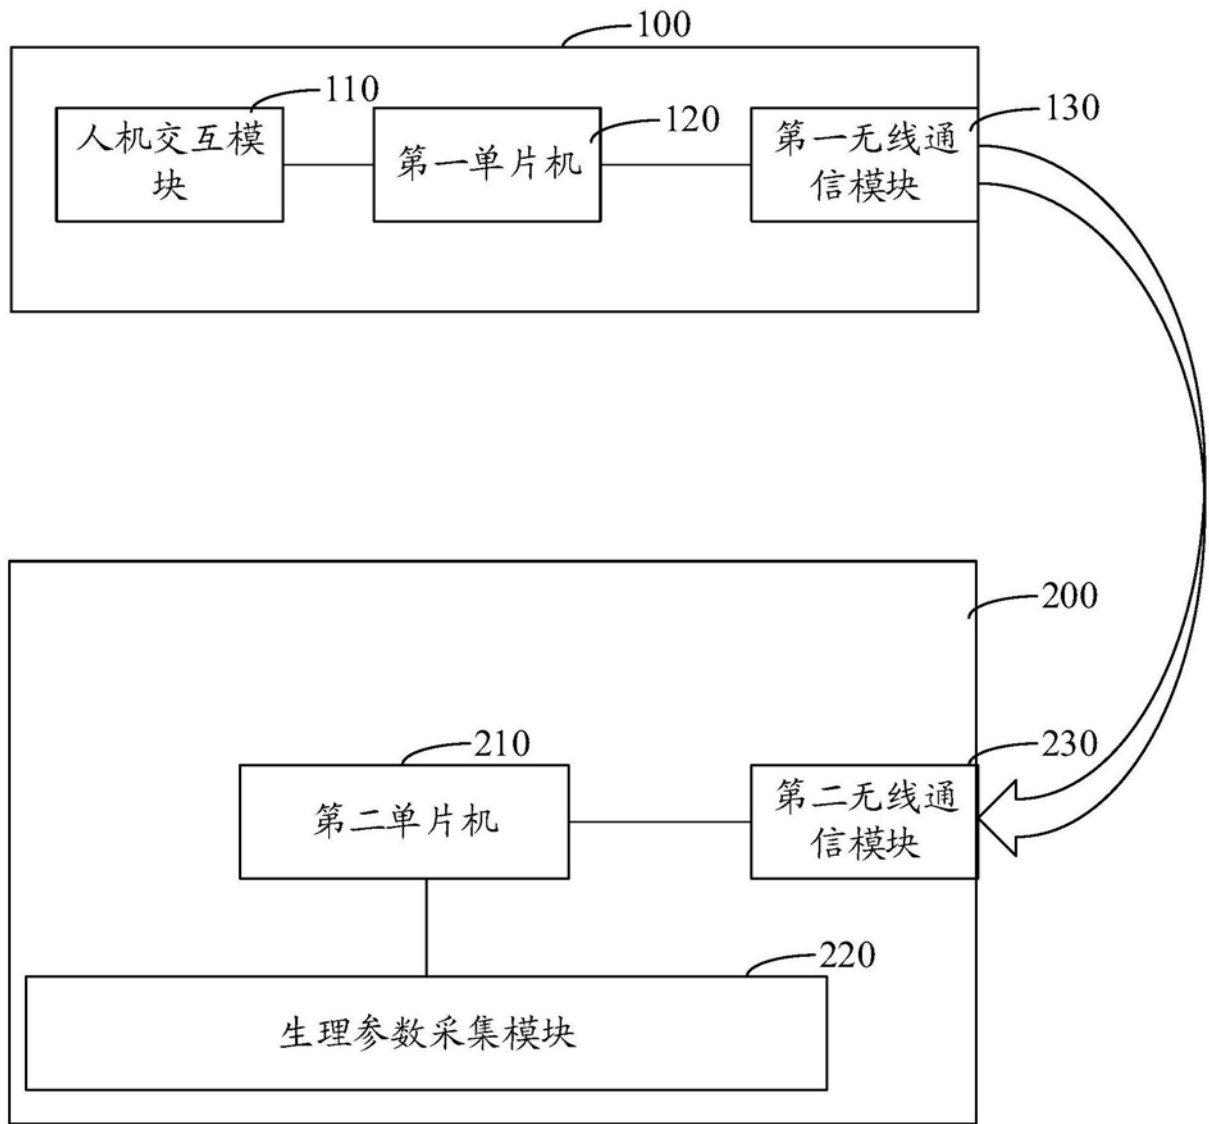 100
110
120
130
人机交互模
块
第一单片机
第一无线通
信模块
200
210
230
第二单片机
第二无线通
信模块
220
生理参数采集模块